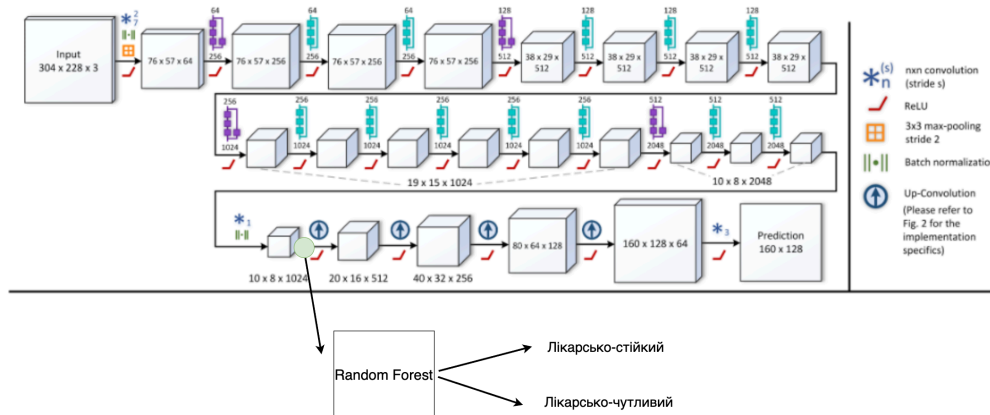 64 64 64 128 128 128 128
Input
304 x 228 x 3
2
7
76 x 57 x 64
256
76 x 57 x 256
256
76 x 57 x 256
256
76 x 57 x 256
512
38 x 29 x
512
512
38 x 29 x
512
512
38 x 29 x
512
512
38 x 29 x
512
256 256 256 256 256 256 512 512 512
1024 1024 1024 1024 1024 1024 2048 2048 2048
19 x 15 x 1024
10 x 8 x 2048
1
10 x 8 x 1024
20 x 16 x 512
40 x 32 x 256
80 x 64 x 128
160 x 128 x 64
3
Prediction
160 x 128
(s)
n
nxn convolution
(stride s)
ReLU
3x3 max-pooling
stride 2
Batch normalizatio
Up-Convolution
(Please refer to
Fig. 2 for the
implementation
specifics)
Random Forest
Лікарсько-стійкий
Лікарсько-чутливий